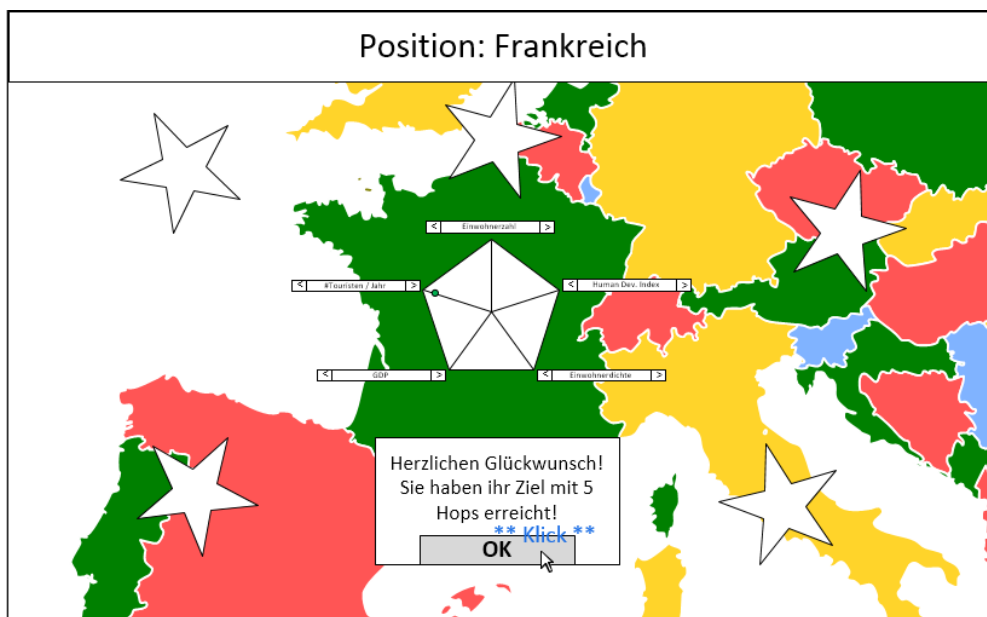 Position: Frankreich
< Einwohnerzahl >
< #Touristen / Jahr >
< Human Dev. Index >
< GDP >
< Einwohnerdichte >
Herzlichen Glückwunsch!
Sie haben ihr Ziel mit 5
Hops erreicht!
** Klick **
OK